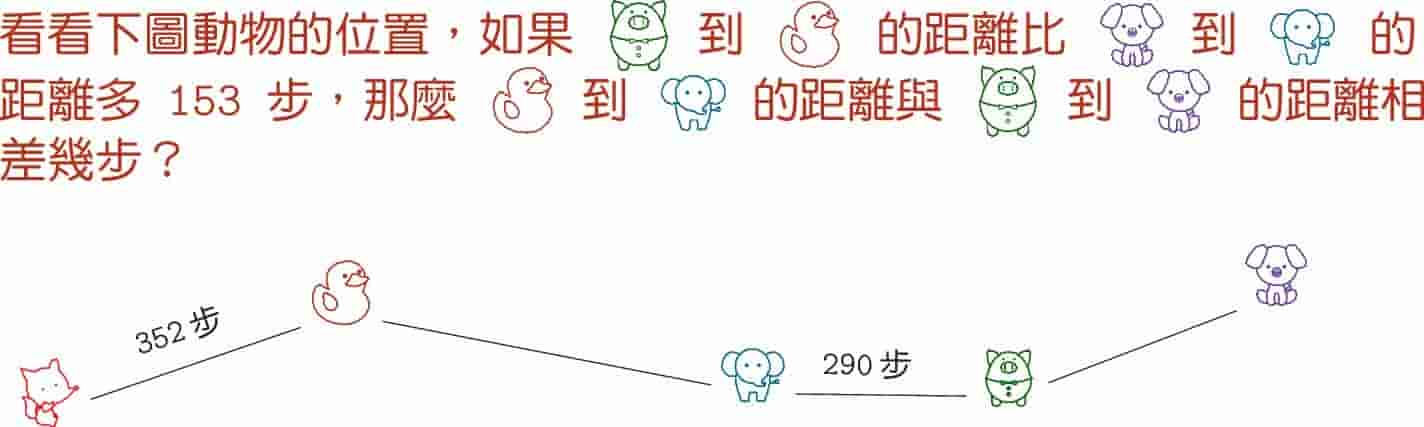 看看下圖動物的位置，如果 到 的距離比 到 的
距離多 153 步，那麼 到 的距離與 到 的距離相
差幾步？
352 步
290 步